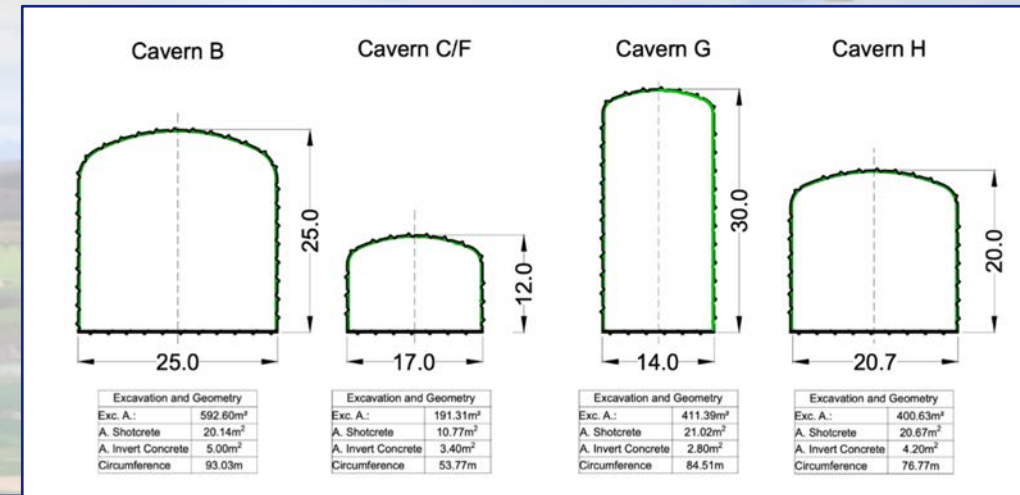 Cavern B
Cavern C/F
Cavern G
Cavern H
25.0
25.0
12.0
17.0
30.0
14.0
20.0
20.7
Excavation and Geometry
Exc. A.: 592.60m²
A. Shotcrete 20.14m²
A. Invert Concrete 5.00m²
Circumference 93.03m
Excavation and Geometry
Exc. A.: 191.31m²
A. Shotcrete 10.77m²
A. Invert Concrete 3.40m²
Circumference 53.77m
Excavation and Geometry
Exc. A.: 411.39m²
A. Shotcrete 21.02m²
A. Invert Concrete 2.80m²
Circumference 84.51m
Excavation and Geometry
Exc. A.: 400.63m²
A. Shotcrete 20.67m²
A. Invert Concrete 4.20m²
Circumference 76.77m